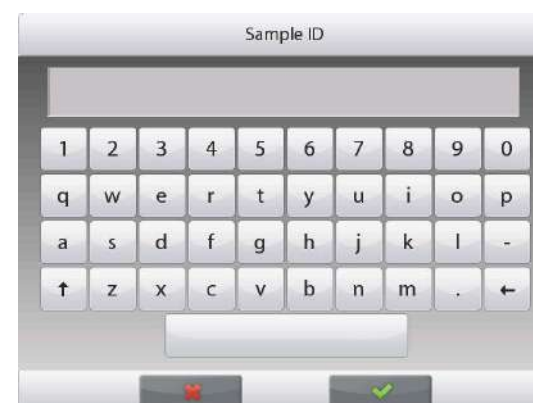 Sample ID
1 2 3 4 5 6 7 8 9 0
q w e r t y u i o p
a s d f g h j k l -
↑ z x c v b n m . ←